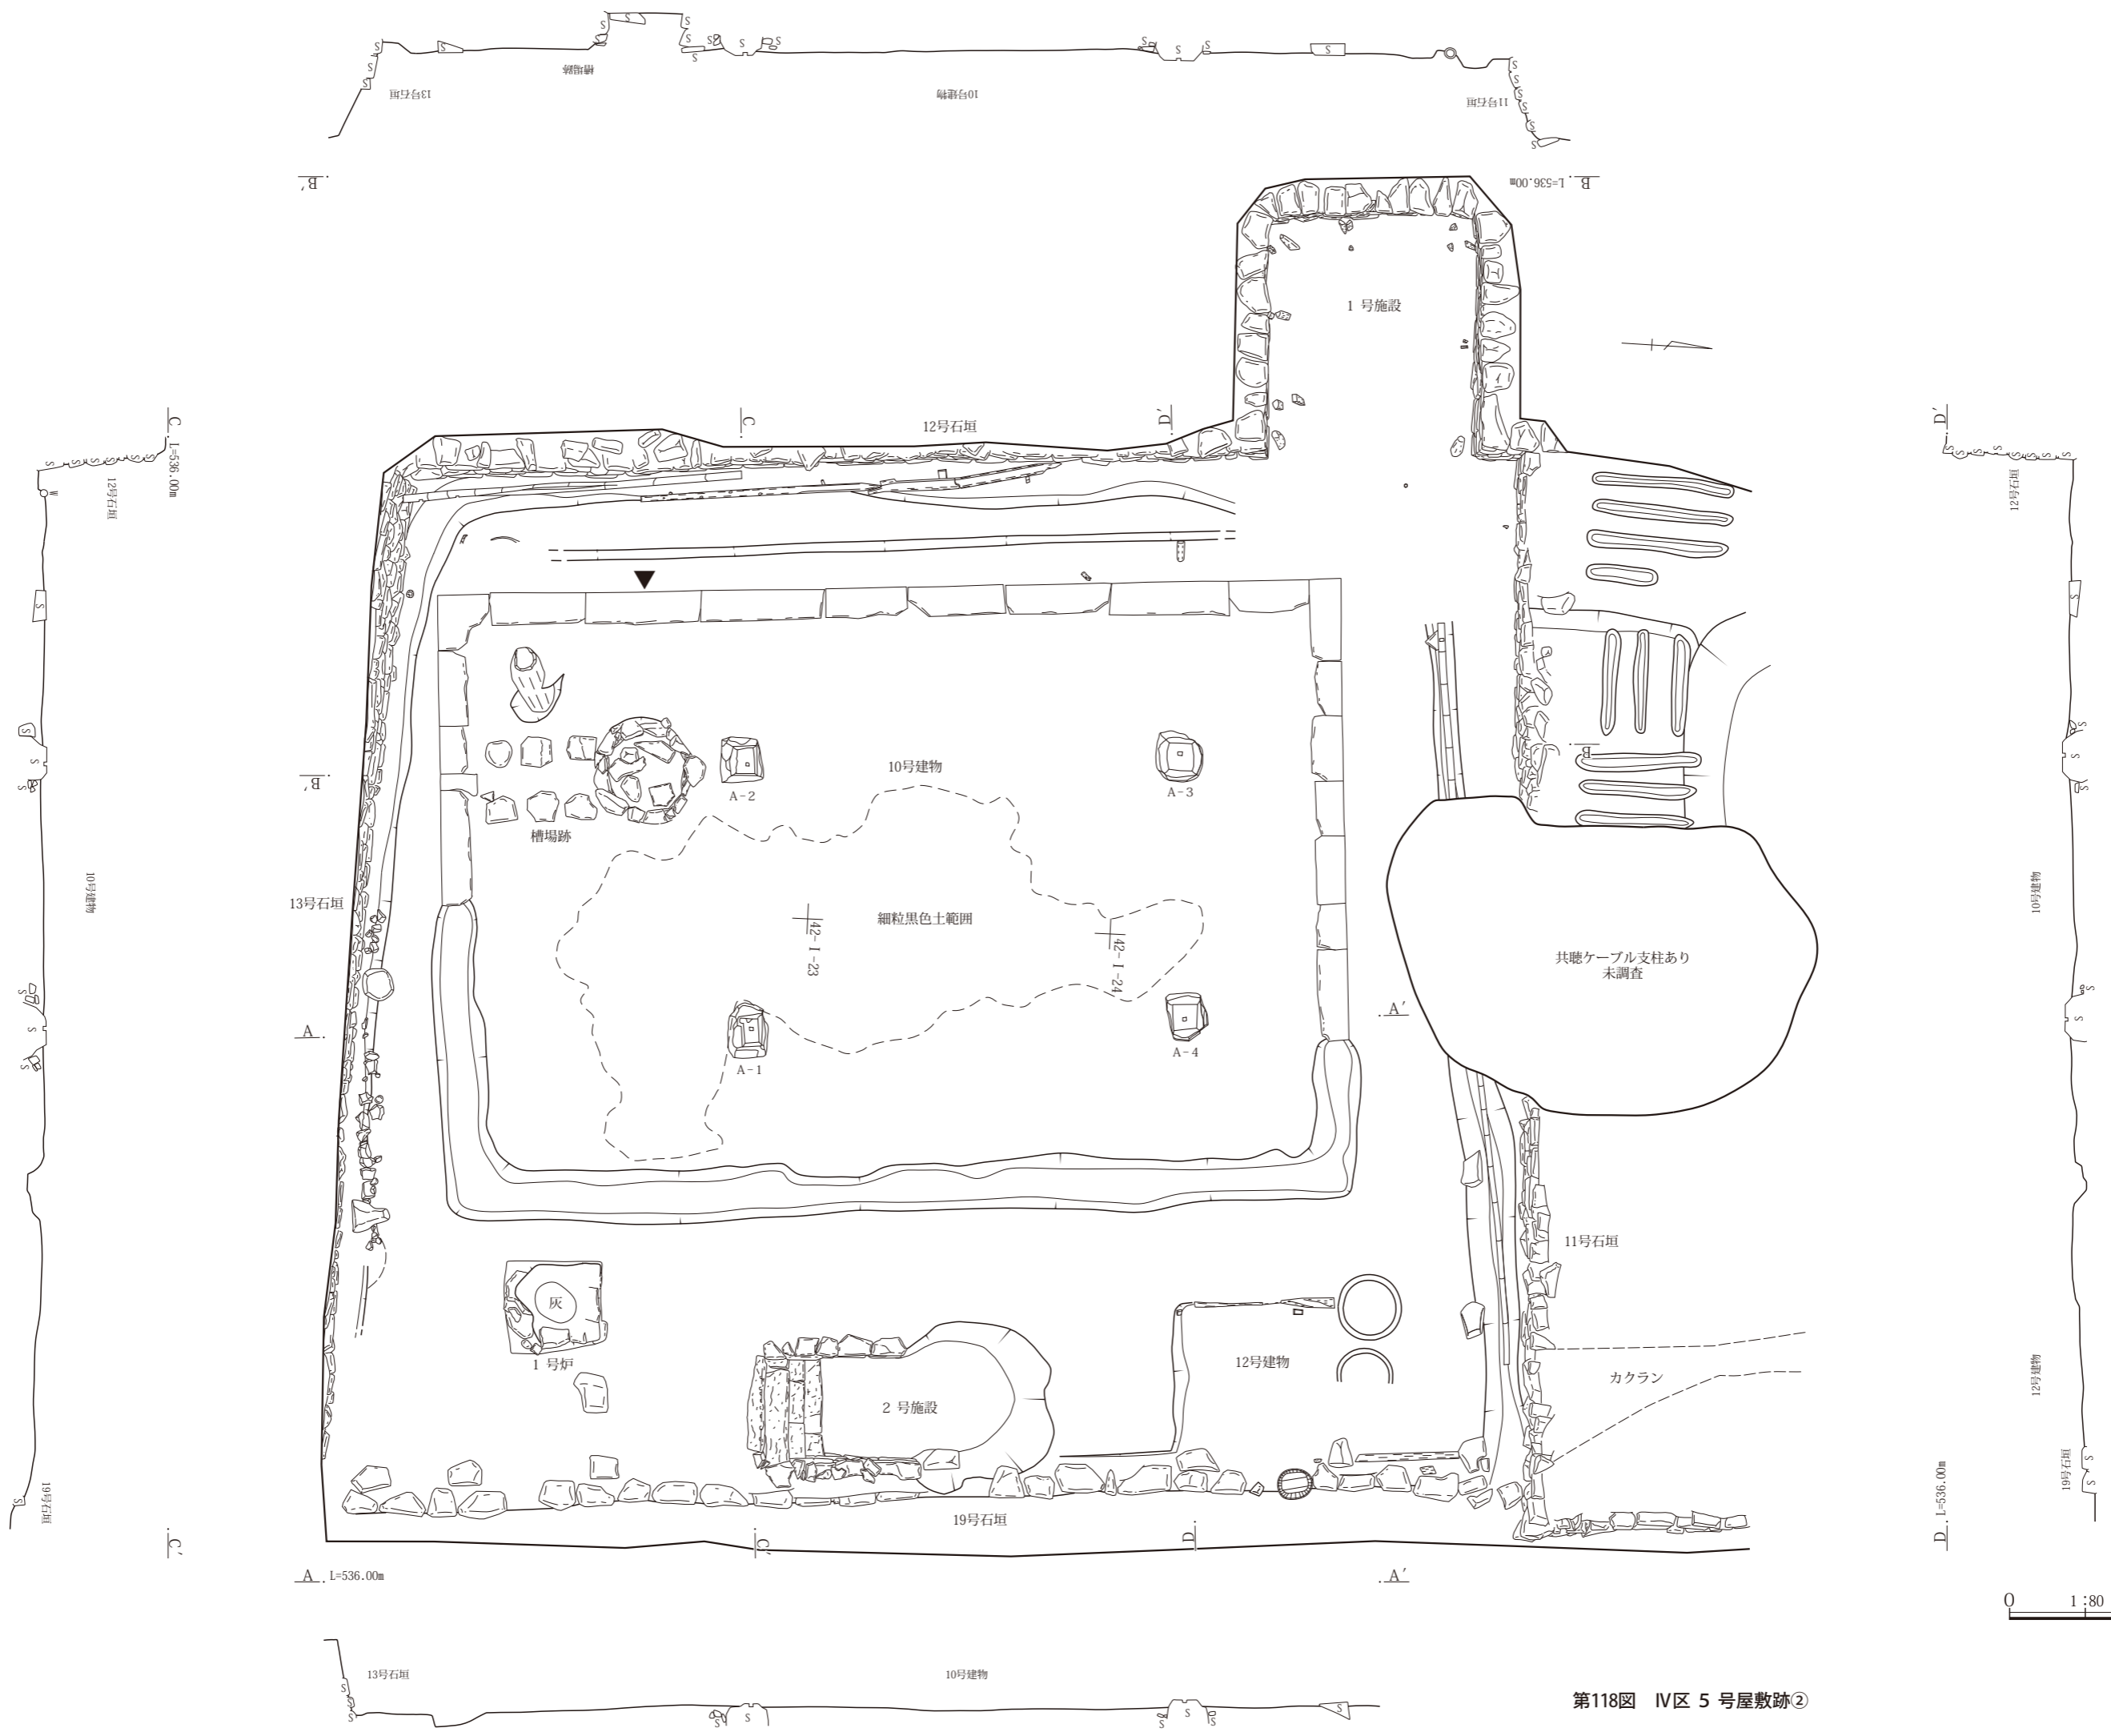 S S S S S S S S S S S S S S S S S S S S
槽場跡
13号石垣
10号建物
11号石垣
B′
L=536.00m B
1 号施設
C
L=536.00m
C
D′
D′
12号石垣
12号石垣
12号石垣
B′
B
10号建物
A-2
A-3
槽場跡
10号建物
10号建物
13号石垣
42-I-23
細粒黒色土範囲
42-I-24
共聴ケーブル支柱あり
未調査
A
A′
A-1
A-4
11号石垣
灰
1 号炉
12号建物
12号建物
カクラン
2 号施設
19号石垣
19号石垣
19号石垣
C′
C′
D
D L=536.00m
A L=536.00m
A′
0 1:80
13号石垣
10号建物
S S S S S S S S S
第118図　Ⅳ区 5 号屋敷跡②